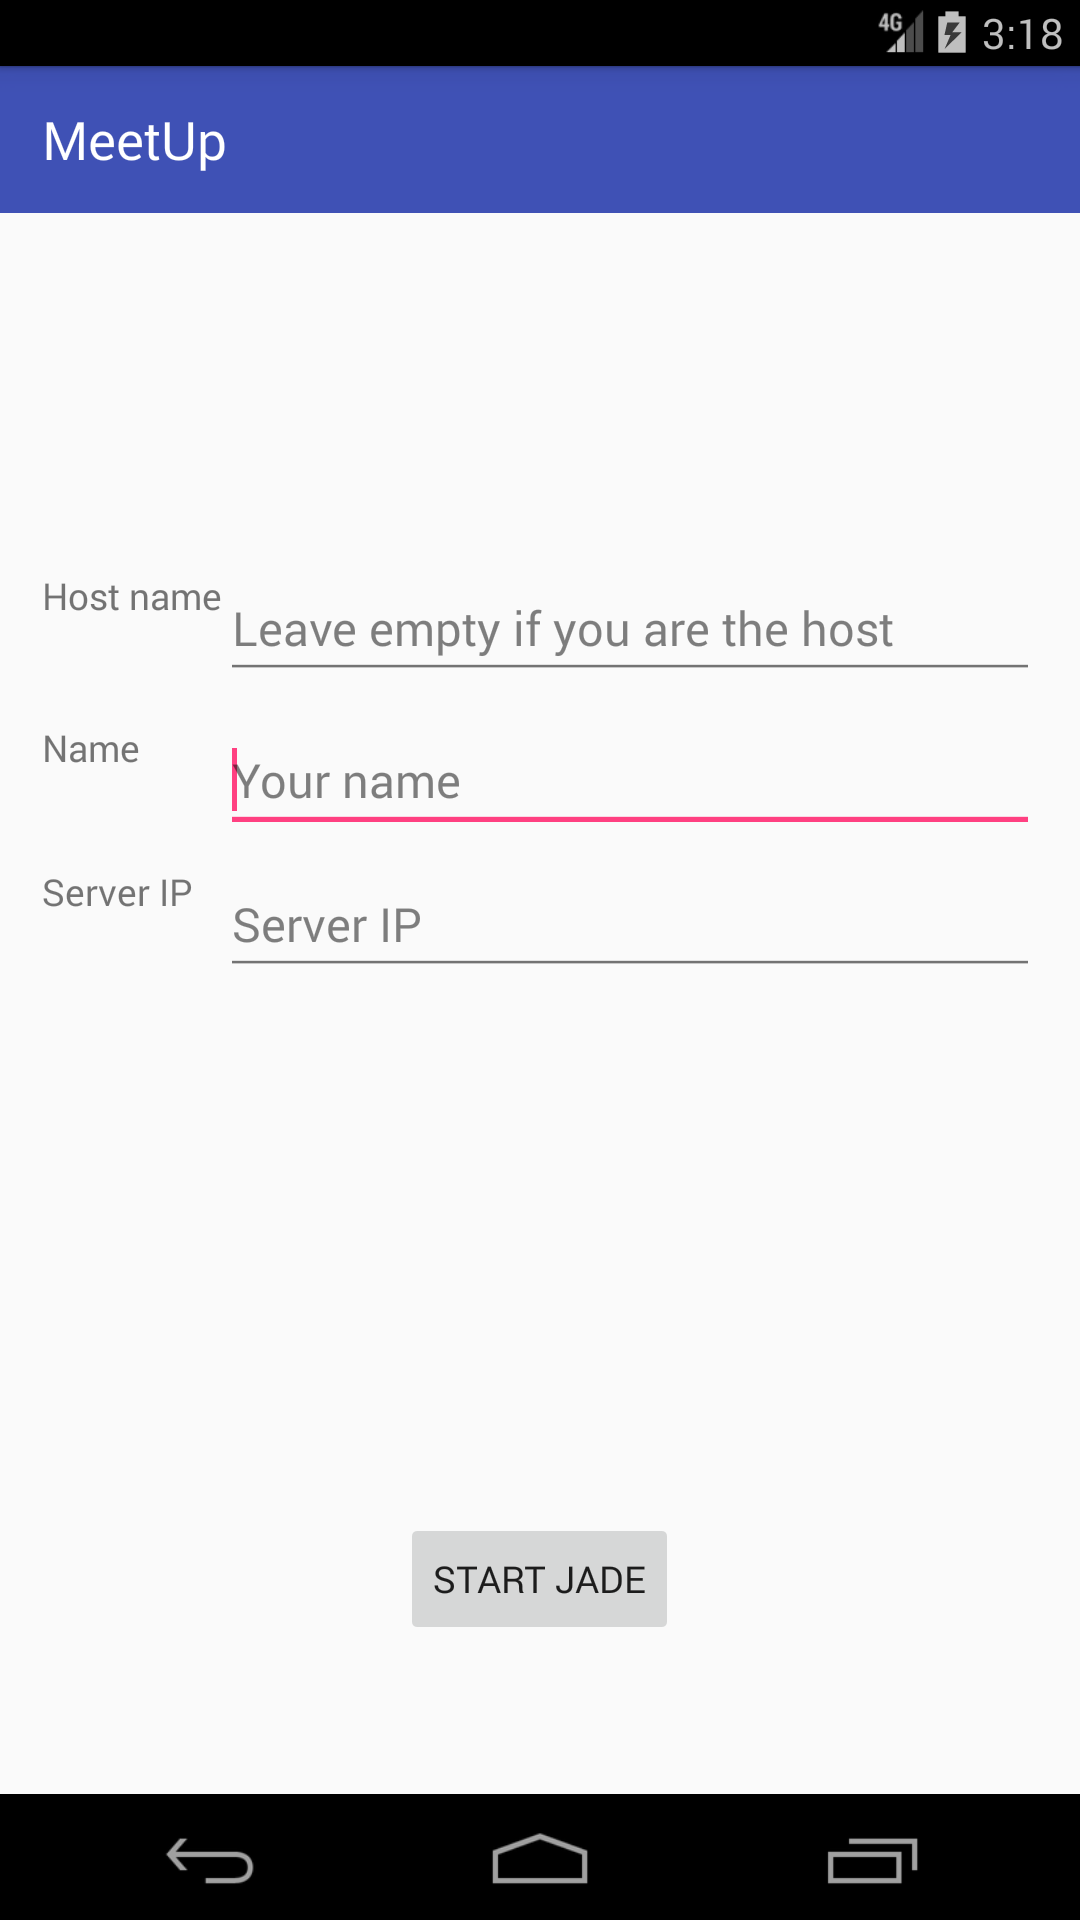 4G 3:18
MeetUp
Host name
Leave empty if you are the host
Name
Your name
Server IP
Server IP
START JADE